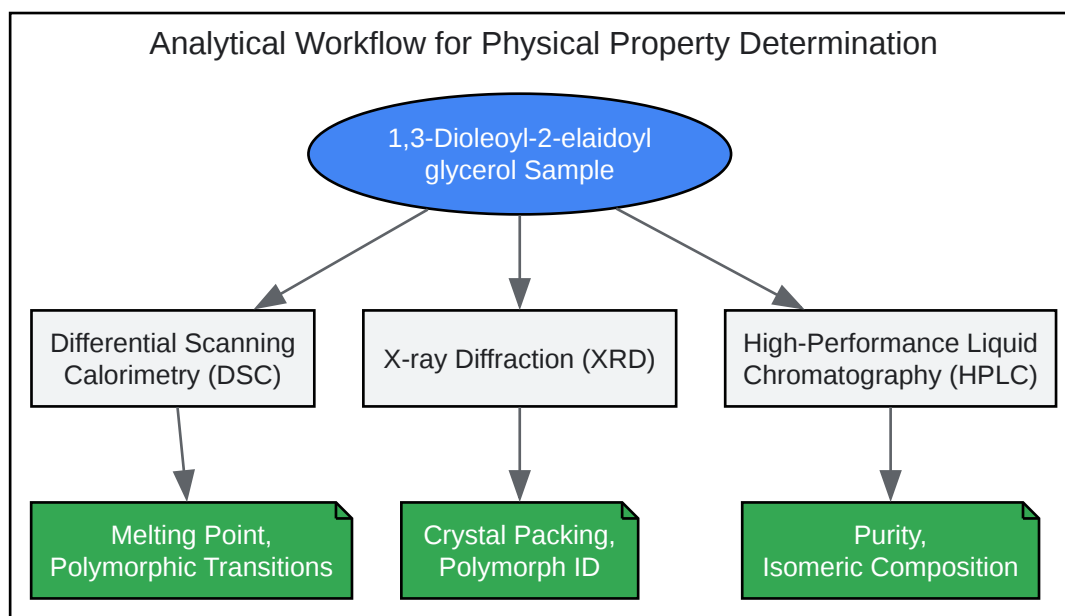 Analytical Workflow for Physical Property Determination
1,3-Dioleoyl-2-elaidoyl
glycerol Sample
Differential Scanning
Calorimetry (DSC)
X-ray Diffraction (XRD)
High-Performance Liquid
Chromatography (HPLC)
Melting Point,
Polymorphic Transitions
Crystal Packing,
Polymorph ID
Purity,
Isomeric Composition